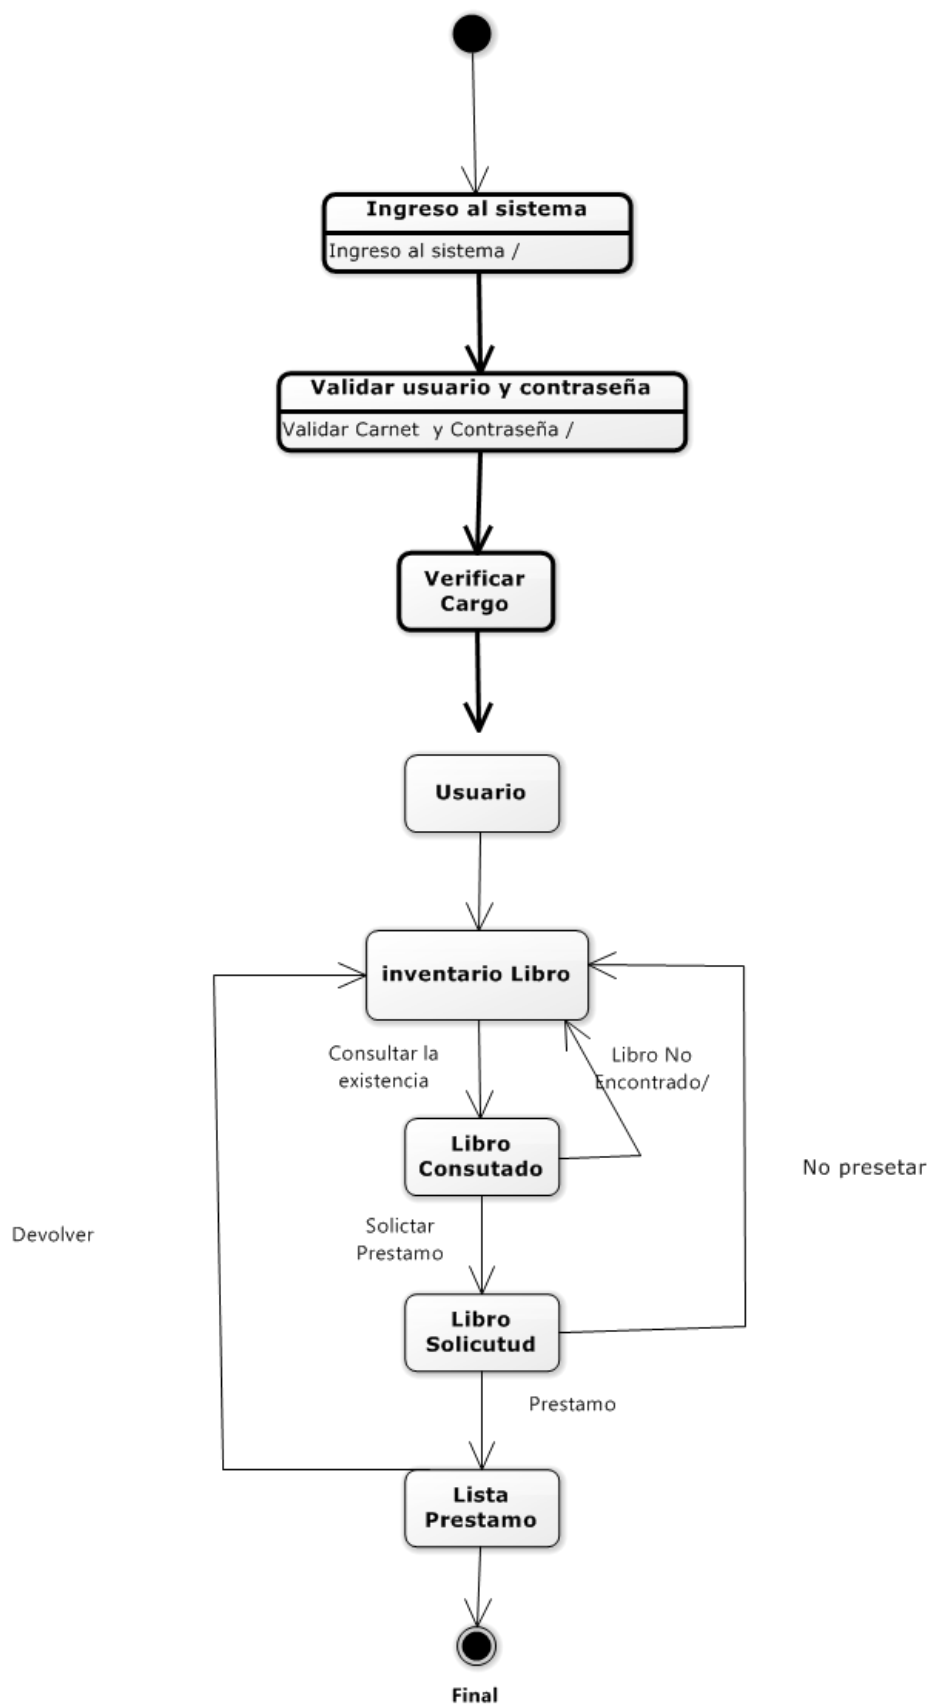 Ingreso al sistema
Ingreso al sistema /
Validar usuario y contraseña
Validar Carnet  y Contraseña /
Verificar
Cargo
Usuario
inventario Libro
Consultar la
existencia
Libro No
Encontrado/
Libro
Consutado
No presetar
Solictar
Prestamo
Devolver
Libro
Solicutud
Prestamo
Lista
Prestamo
Final